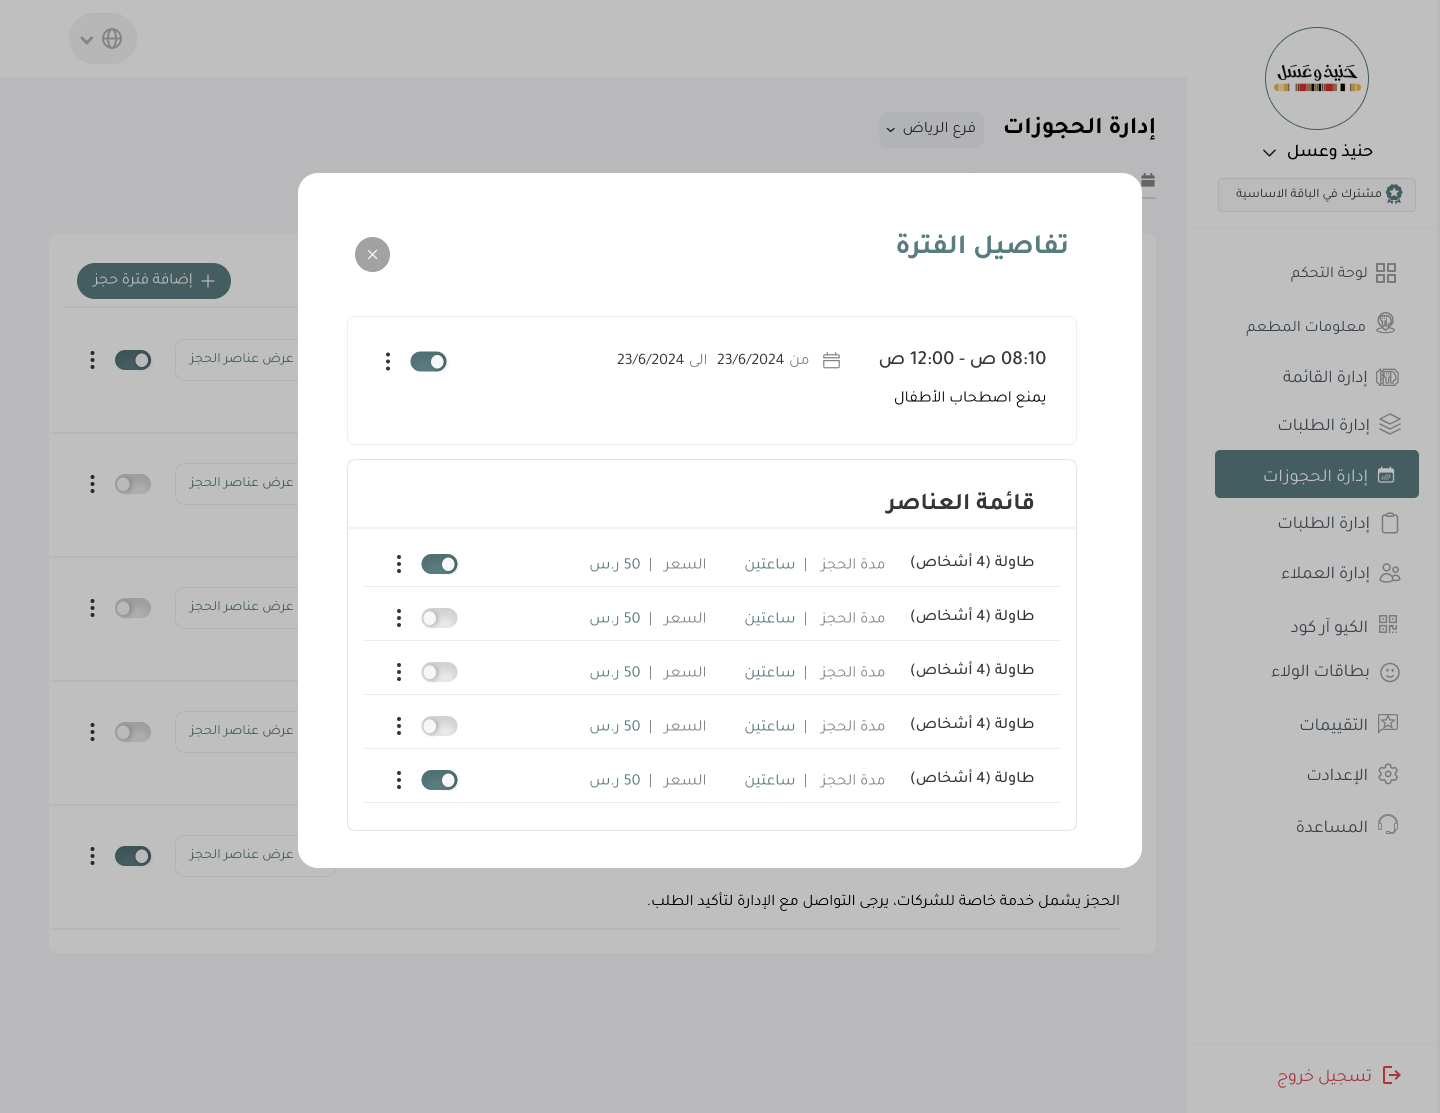 حنيذ وعسل
حنيذ وعسل
مشترك في الباقة الاساسية
لوحة التحكم
معلومات المطعم
إدارة القائمة
إدارة الطلبات
إدارة الحجوزات
إدارة الطلبات
إدارة العملاء
الكيو آر كود
بطاقات الولاء
التقييمات
الإعدادت
المساعدة
تسجيل خروج
إدارة الحجوزات
فرع الرياض
إضافة فترة حجز
عرض عناصر الحجز
عرض عناصر الحجز
عرض عناصر الحجز
عرض عناصر الحجز
عرض عناصر الحجز
الحجز يشمل خدمة خاصة للشركات، يرجى التواصل مع الإدارة لتأكيد الطلب.
تفاصيل الفترة
08:10 ص - 12:00 ص من 23/6/2024 الى 23/6/2024
يمنع اصطحاب الأطفال
قائمة العناصر
طاولة (4 أشخاص) مدة الحجز | ساعتين السعر | 50 ر.س
طاولة (4 أشخاص) مدة الحجز | ساعتين السعر | 50 ر.س
طاولة (4 أشخاص) مدة الحجز | ساعتين السعر | 50 ر.س
طاولة (4 أشخاص) مدة الحجز | ساعتين السعر | 50 ر.س
طاولة (4 أشخاص) مدة الحجز | ساعتين السعر | 50 ر.س